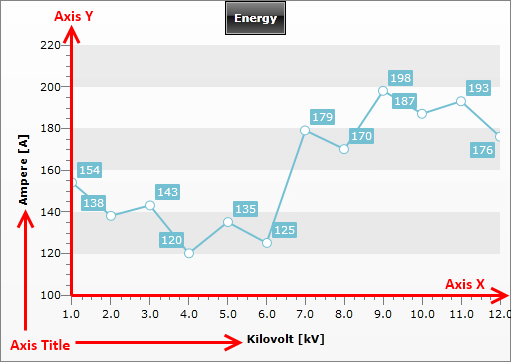 Axis Y
Energy
220
200
180
160
140
120
100
Ampere [A]
154
138
143
120
135
125
179
170
198
187
193
176
Axis X
1.0 2.0 3.0 4.0 5.0 6.0 7.0 8.0 9.0 10.0 11.0 12.0
Axis Title
Kilovolt [kV]